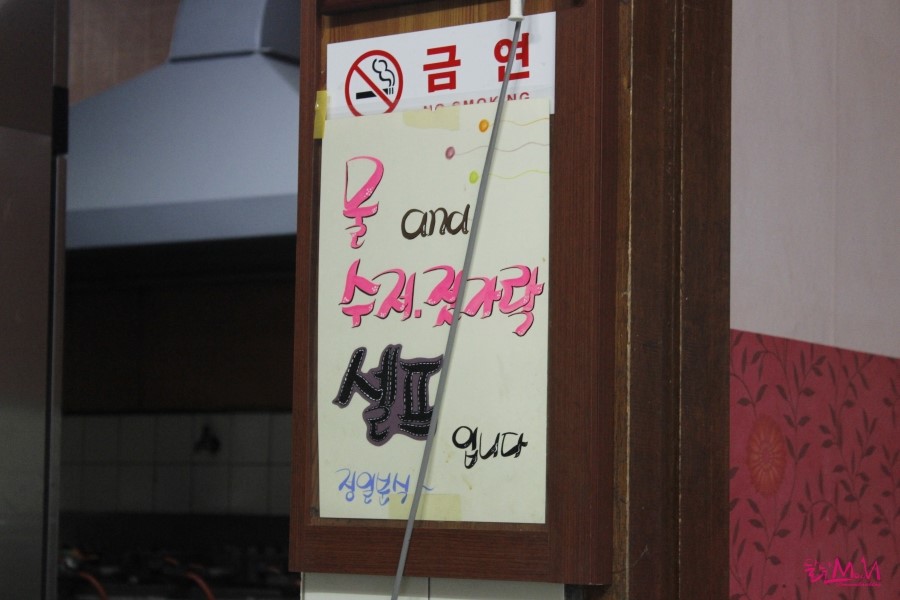 금연
NO SMOKING
물 and
수저.젓가락
셀프
입니다
정일분식~